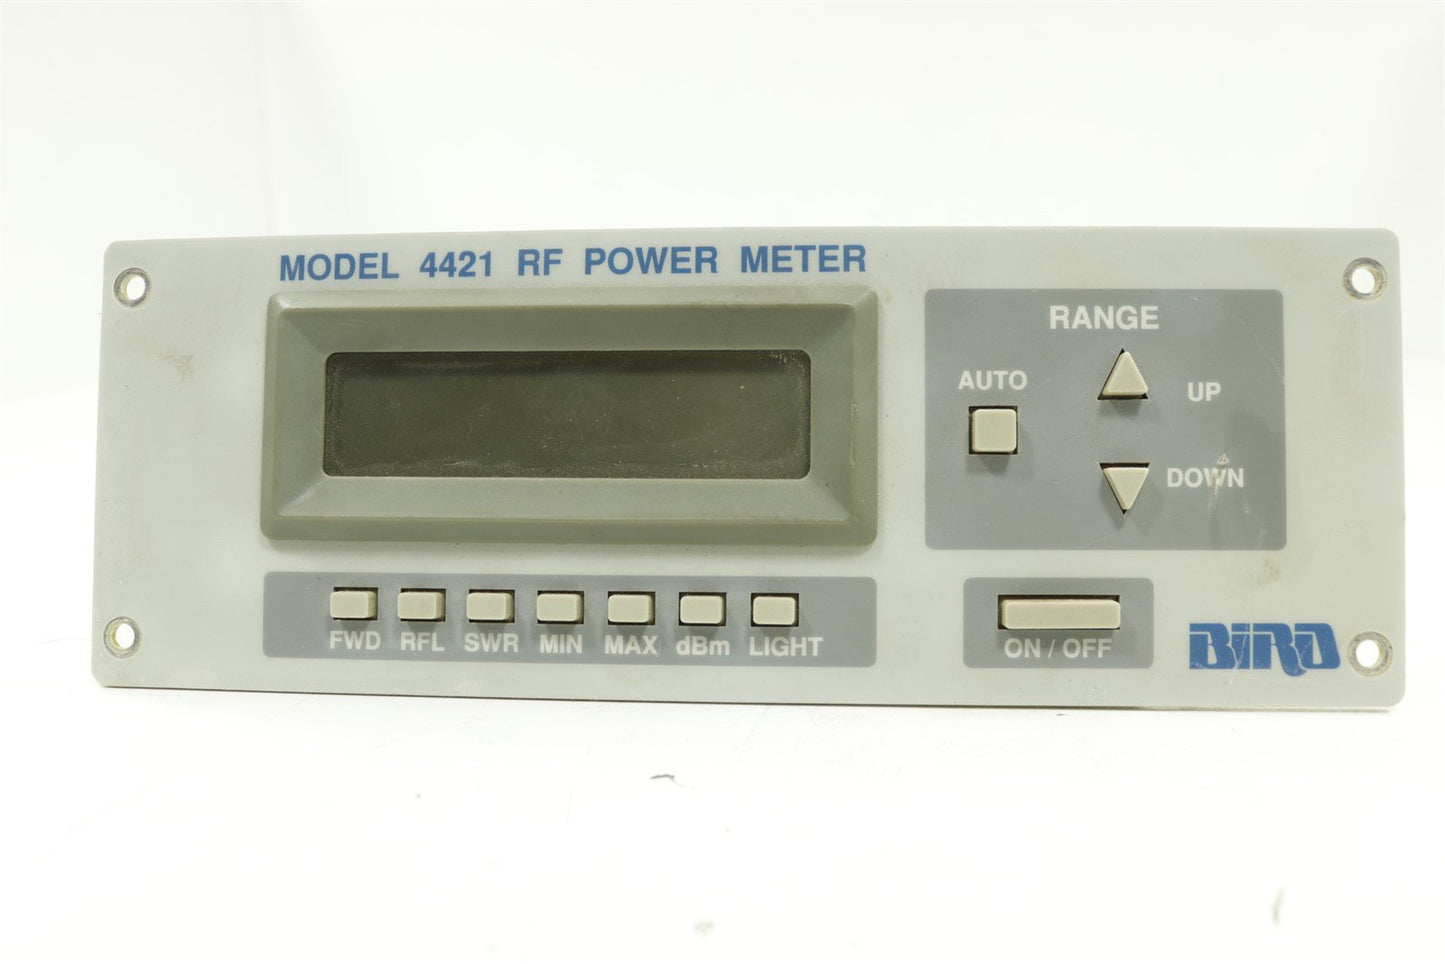 MODEL 4421 RF POWER METER
RANGE
AUTO
UP
DOWN
FWD RFL SWR MIN MAX dBm LIGHT
ON / OFF
BIRD